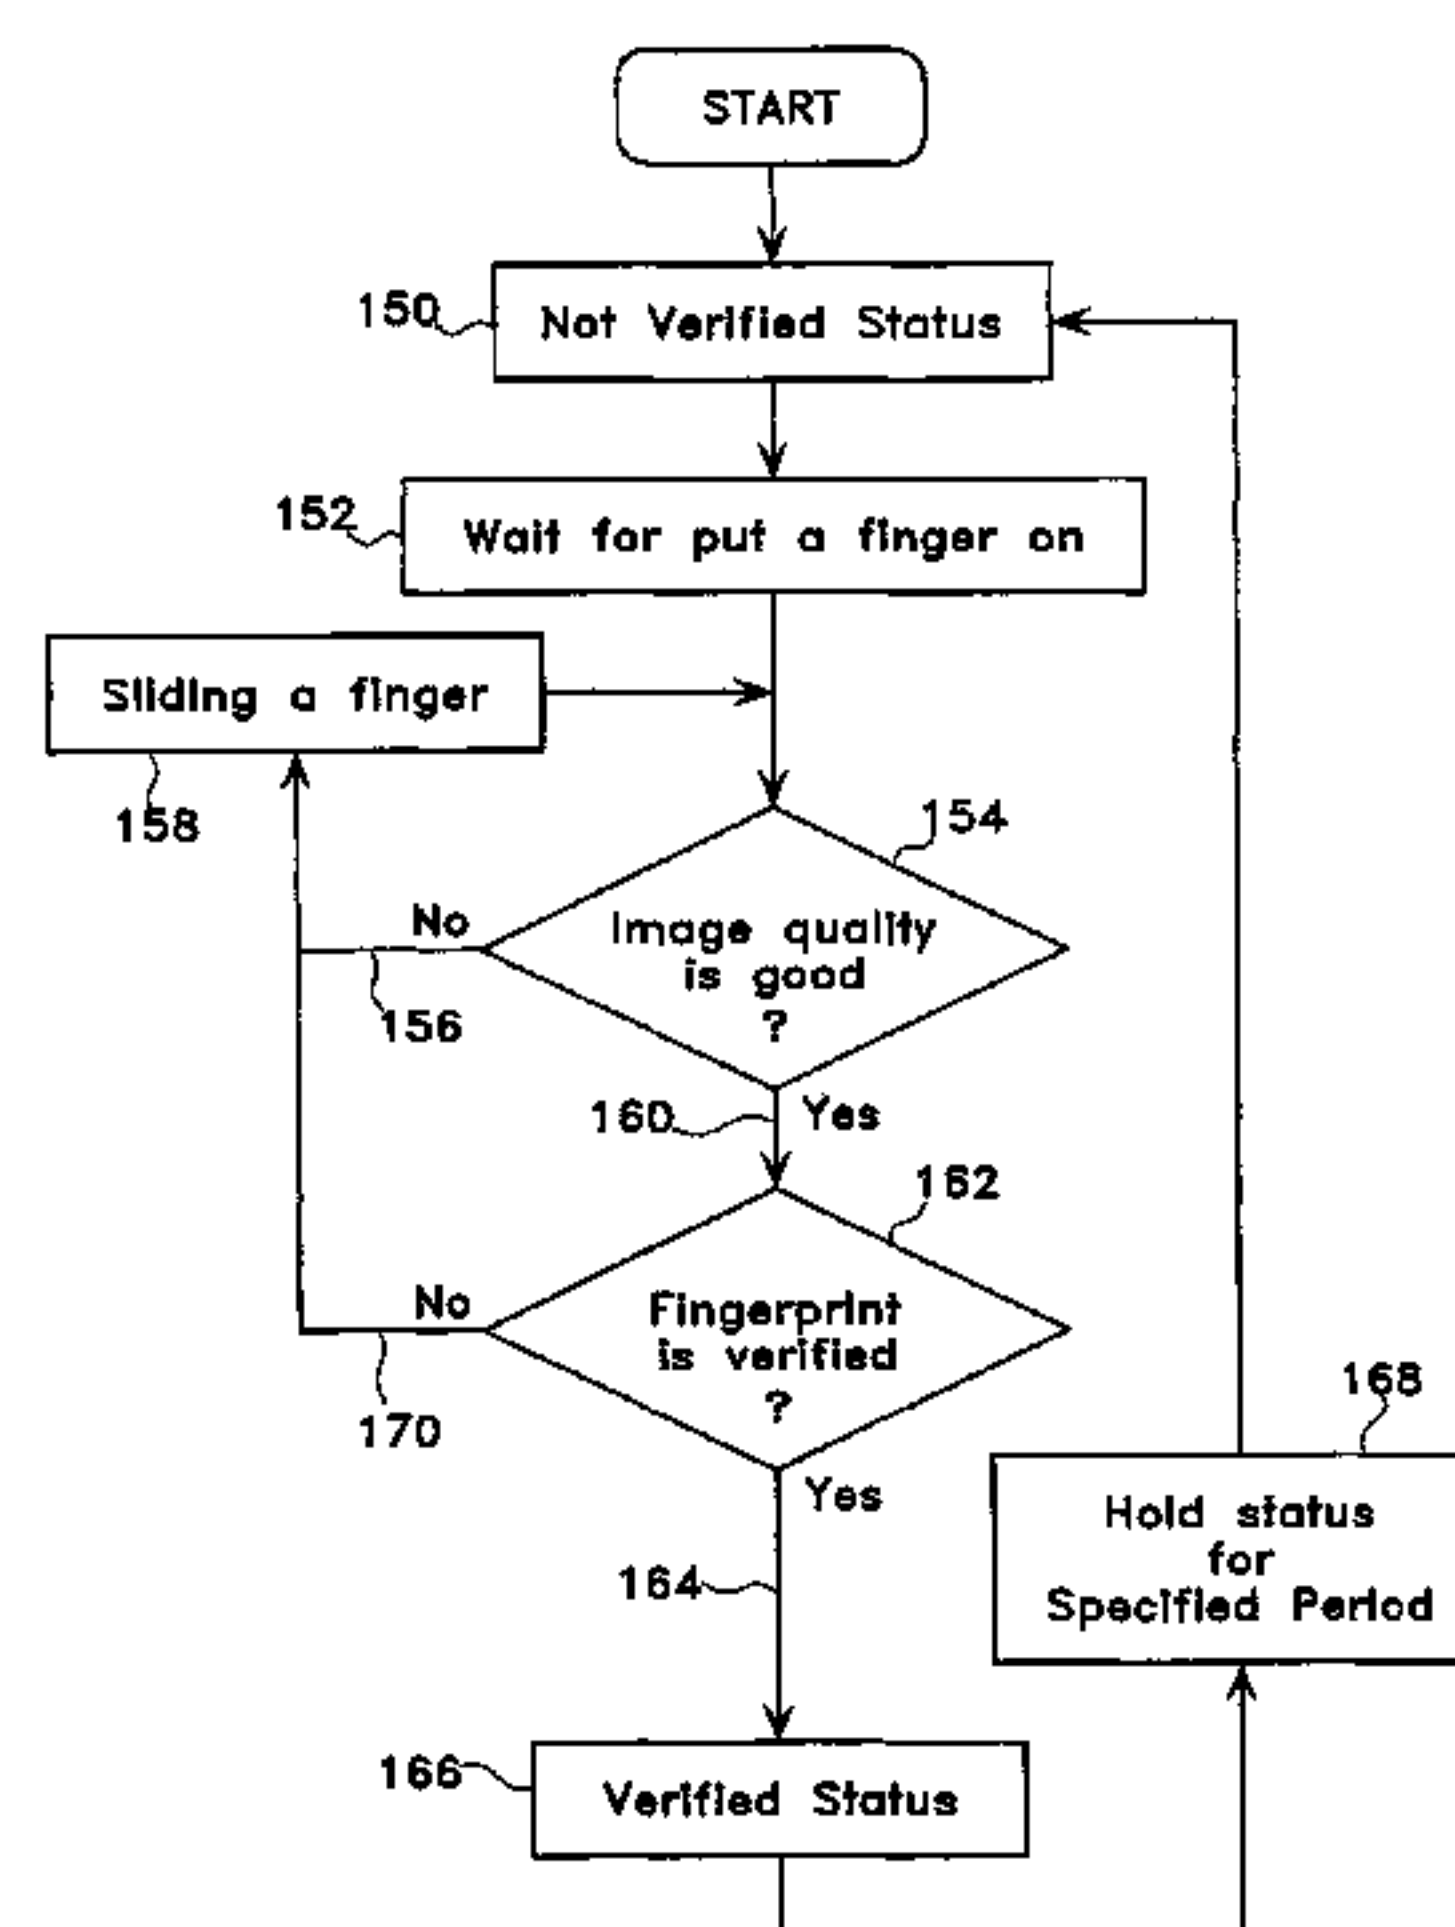 START
150
Not Verified Status
152
Wait for put a finger on
Sliding a finger
158
154
No
Image quality
is good
?
156
160
Yes
162
No
Fingerprint
is verified
?
170
168
Yes
Hold status
for
Specified Period
164
166
Verified Status